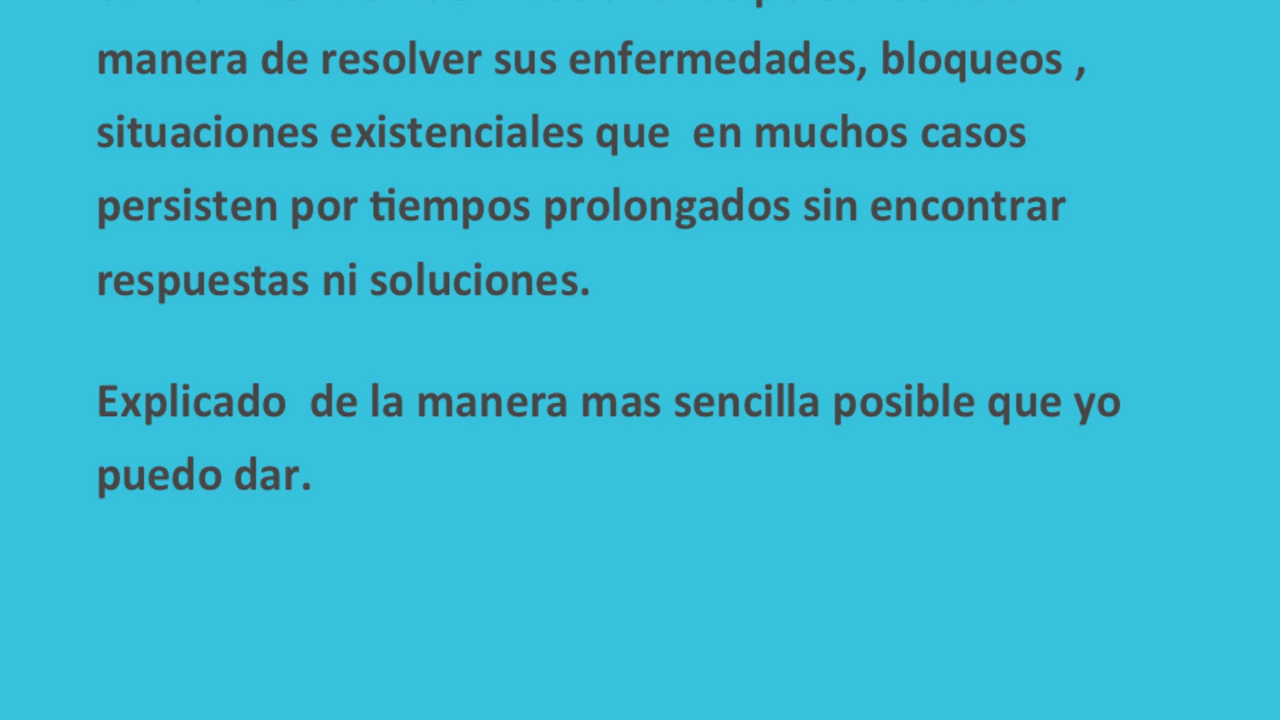 manera de resolver sus enfermedades, bloqueos ,
situaciones existenciales que  en muchos casos
persisten por tiempos prolongados sin encontrar
respuestas ni soluciones.
Explicado  de la manera mas sencilla posible que yo
puedo dar.